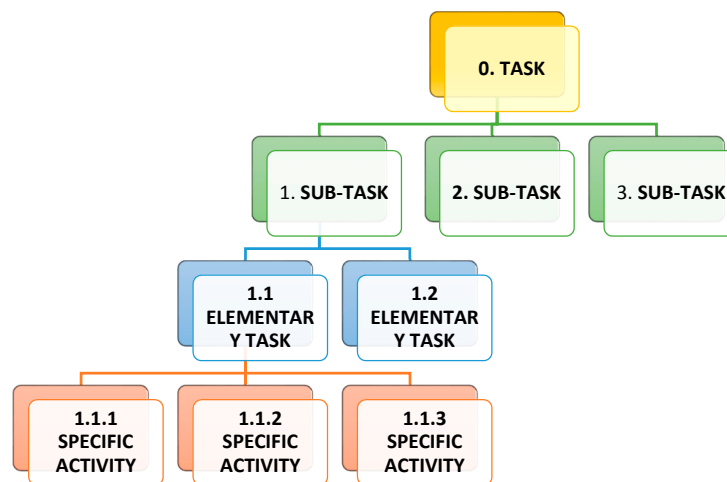 0. TASK
1. SUB-TASK
2. SUB-TASK
3. SUB-TASK
1.1
ELEMENTAR
Y TASK
1.2
ELEMENTAR
Y TASK
1.1.1
SPECIFIC
ACTIVITY
1.1.2
SPECIFIC
ACTIVITY
1.1.3
SPECIFIC
ACTIVITY